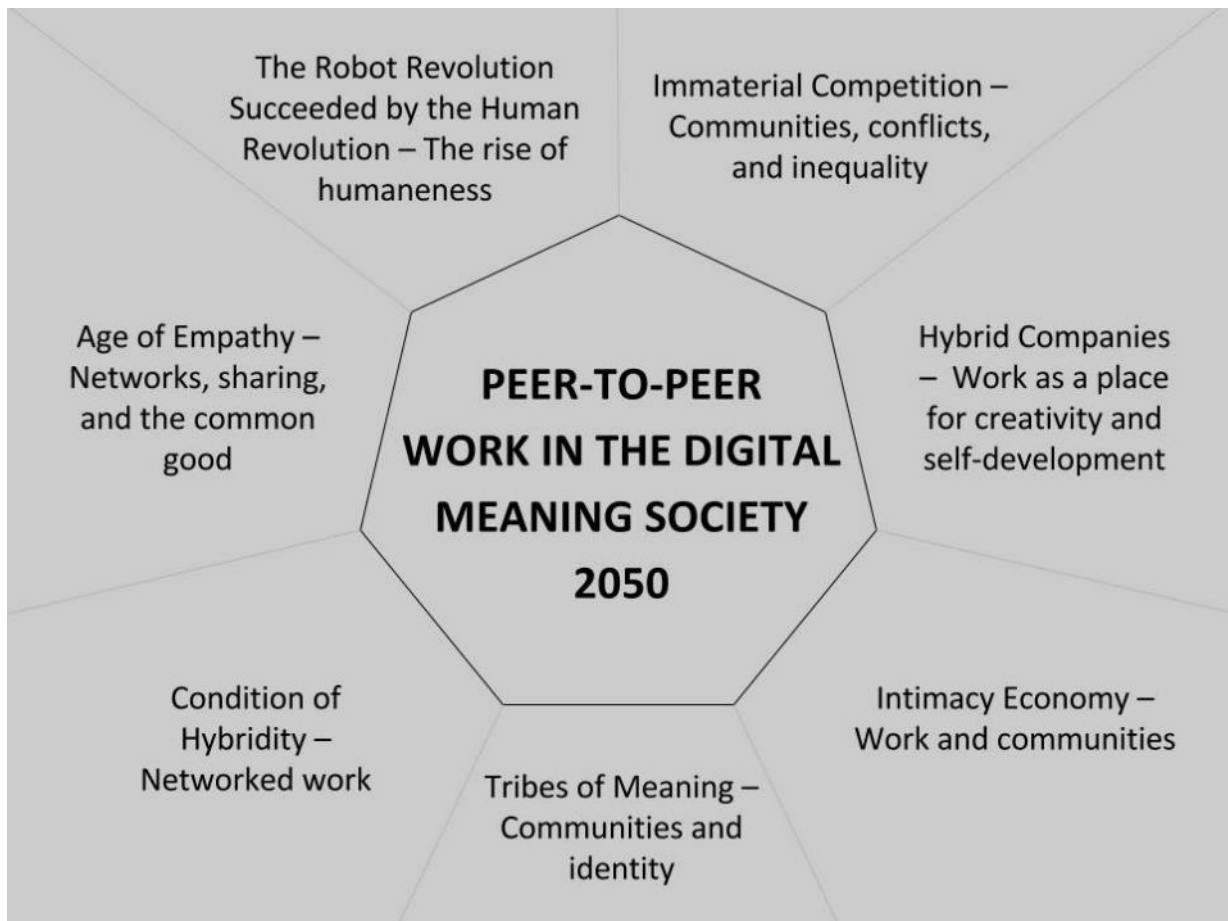 The Robot Revolution
Succeeded by the Human
Revolution – The rise of
humaneness
Immaterial Competition –
Communities, conflicts,
and inequality
Age of Empathy –
Networks, sharing,
and the common
good
PEER-TO-PEER
WORK IN THE DIGITAL
MEANING SOCIETY
2050
Hybrid Companies
– Work as a place
for creativity and
self-development
Condition of
Hybridity –
Networked work
Tribes of Meaning –
Communities and
identity
Intimacy Economy –
Work and communities